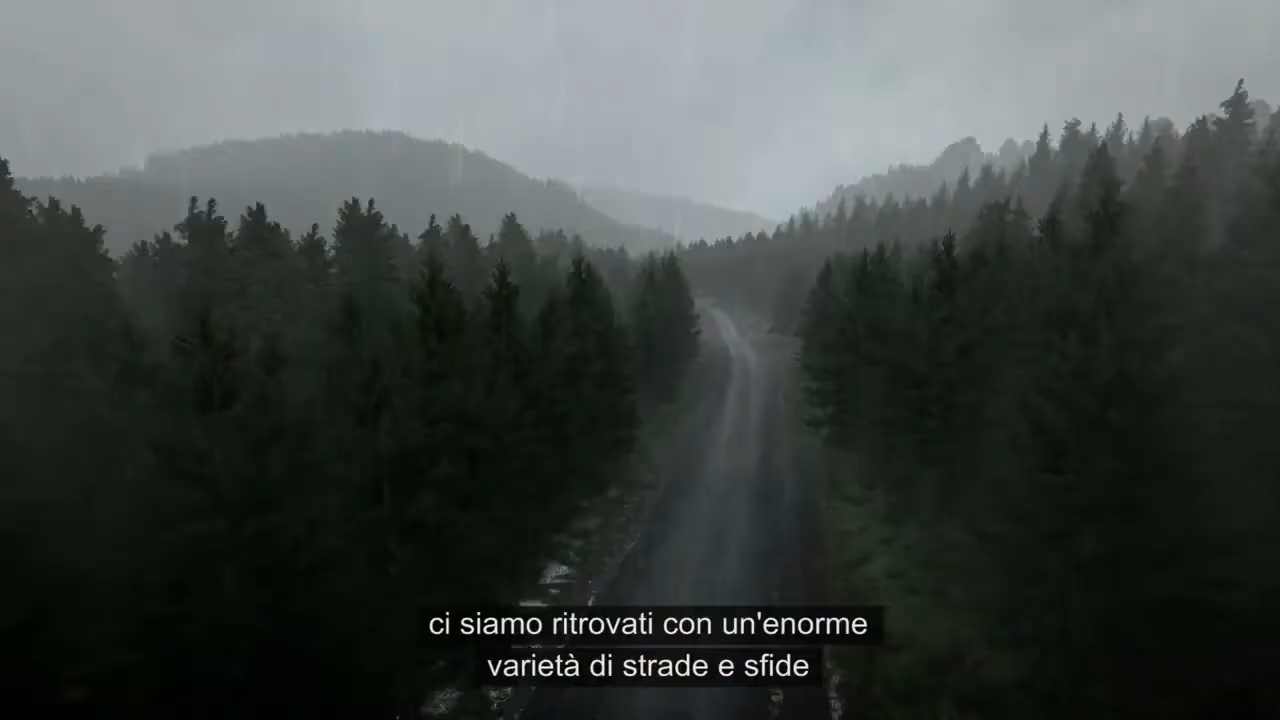 ci siamo ritrovati con un'enorme
varietà di strade e sfide